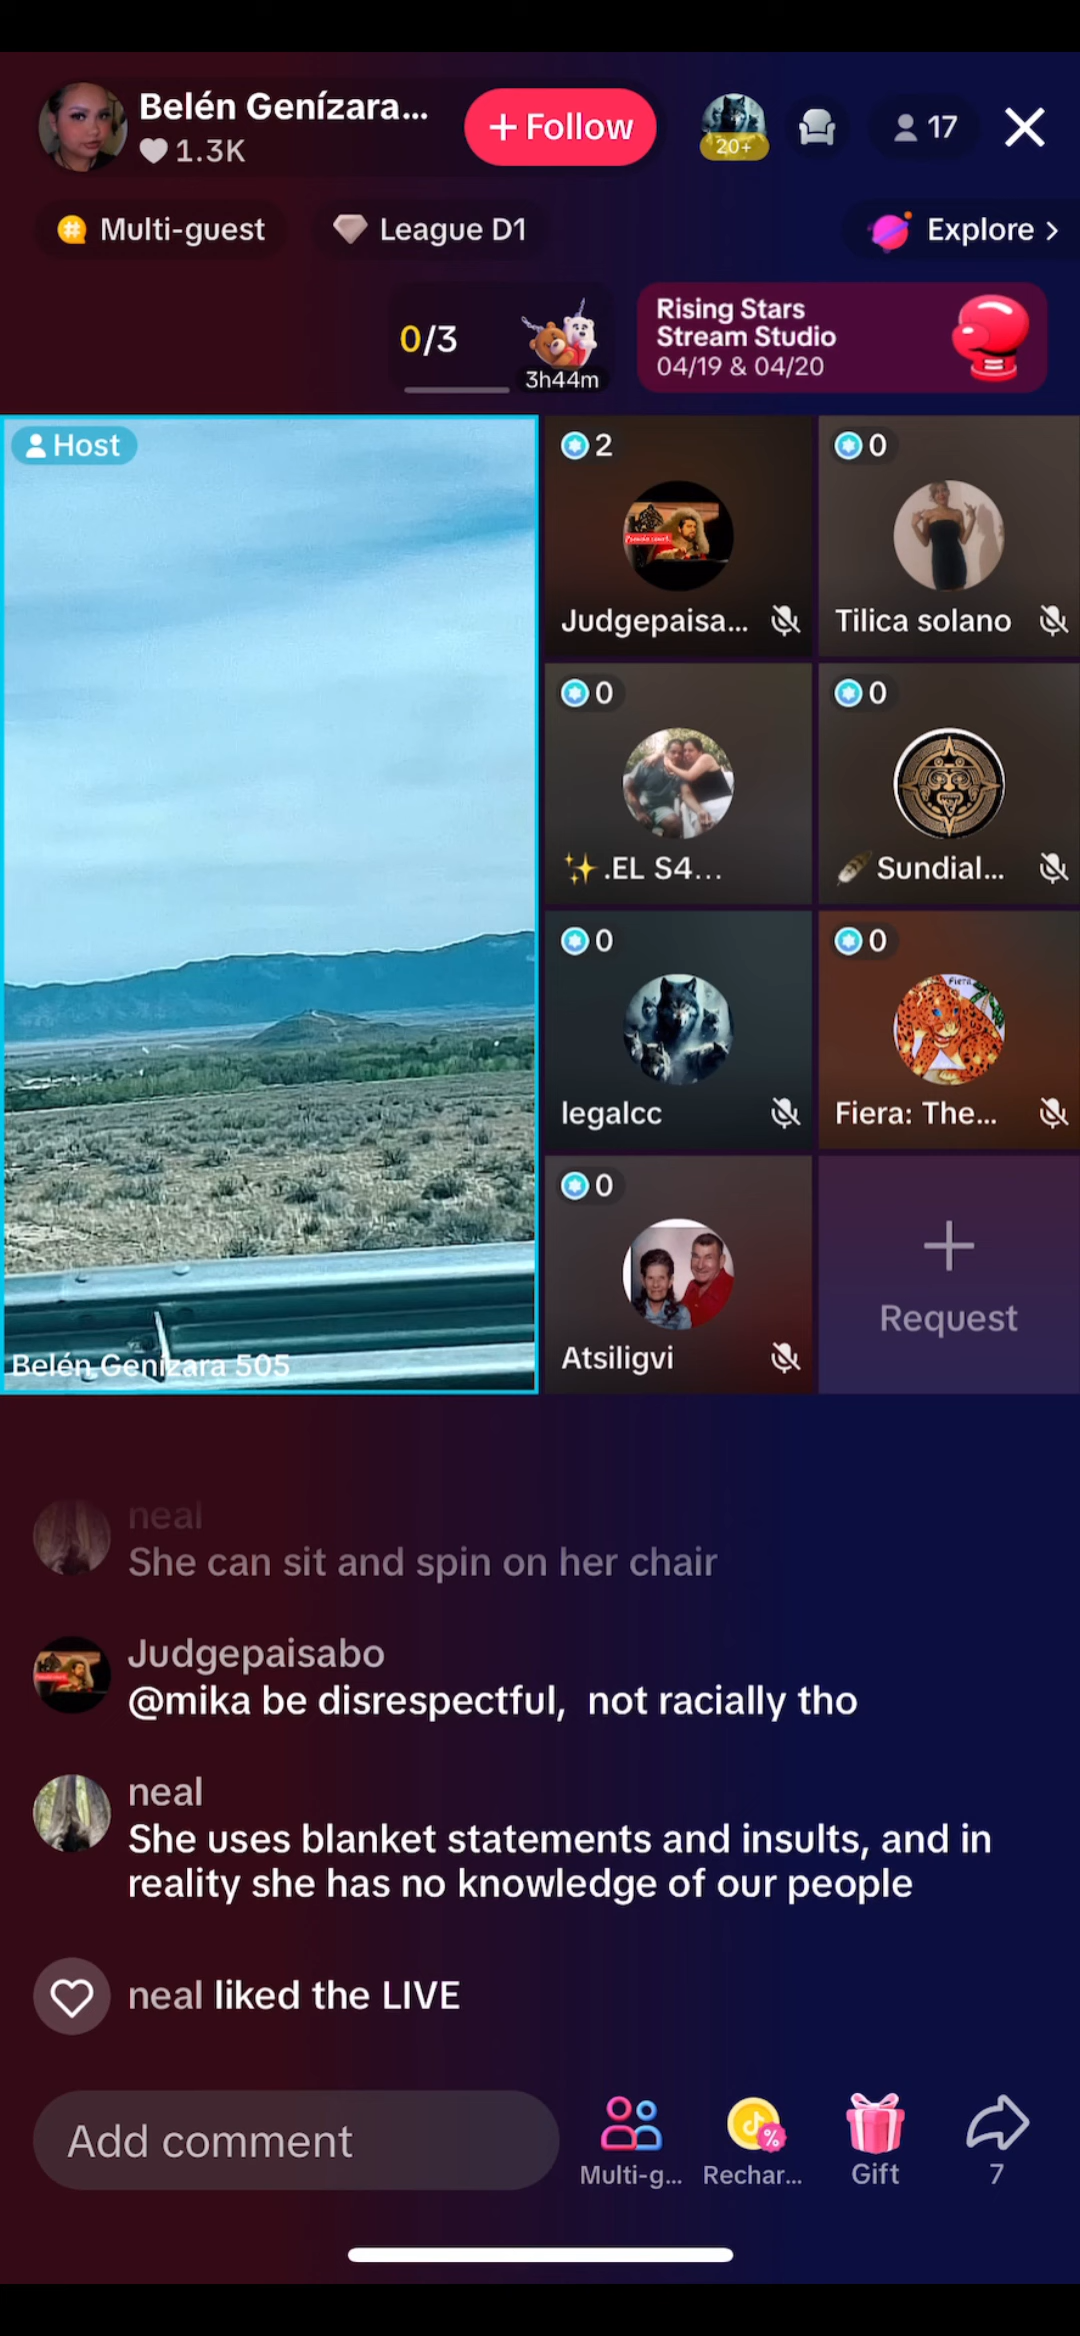 Belén Genízara...
1.3K
+ Follow
20+
17
Multi-guest
League D1
Explore >
0/3
3h44m
Rising Stars
Stream Studio
04/19 & 04/20
Host
Belén Genízara 505
2
Judgepaisa...
0
Tilica solano
0
✨.EL S4...
0
🪶Sundial...
0
legalcc
0
Fiera
Fiera: The...
0
Atsiligvi
+
Request
neal
She can sit and spin on her chair
Judgepaisabo
@mika be disrespectful, not racially tho
neal
She uses blanket statements and insults, and in
reality she has no knowledge of our people
neal liked the LIVE
Add comment
Multi-g...
Rechar...
Gift
7